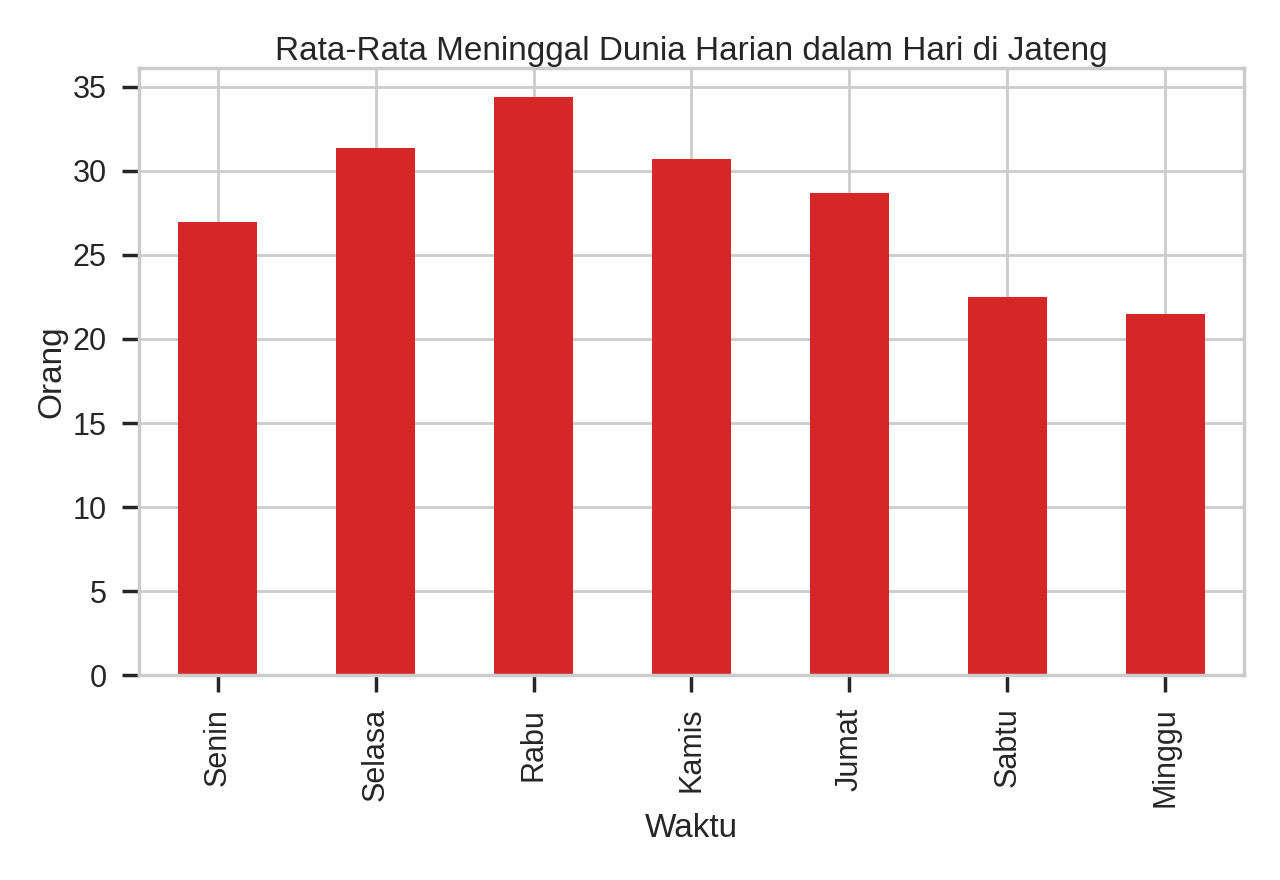 Rata-Rata Meninggal Dunia Harian dalam Hari di Jateng
35
30
25
20
15
10
5
0
Orang
Senin
Selasa
Rabu
Kamis
Jumat
Sabtu
Minggu
Waktu